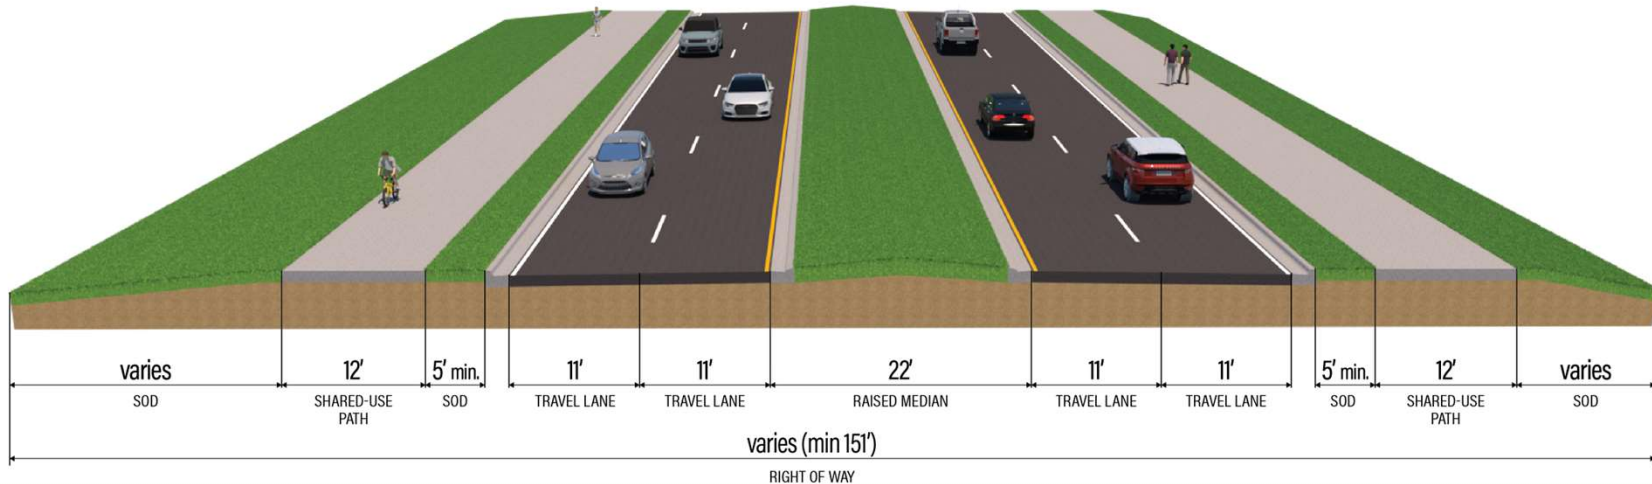 varies 12' 5' min. 11' 11' 22' 11' 11' 5' min. 12' varies
SOD SHARED-USE SOD TRAVEL LANE TRAVEL LANE RAISED MEDIAN TRAVEL LANE TRAVEL LANE SOD SHARED-USE SOD
PATH PATH
varies (min 151')
RIGHT OF WAY